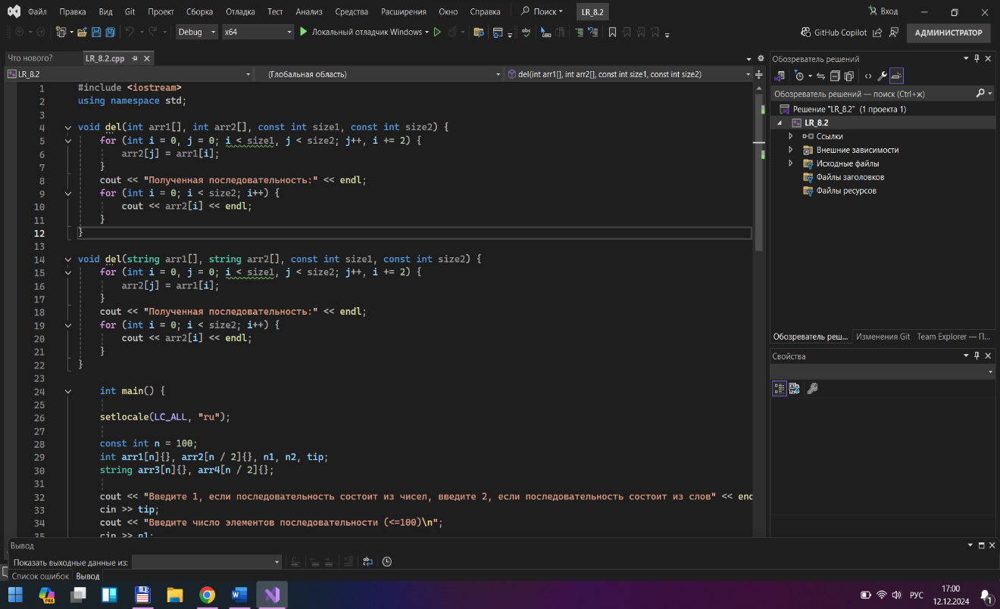 Файл Правка Вид Git Проект Сборка Отладка Тест Анализ Средства Расширения Окно Справка Поиск LR_8.2 Вход
Debug x64 Локальный отладчик Windows GitHub Copilot АДМИНИСТРАТОР
Что нового? LR_8.2.cpp
LR_8.2 (Глобальная область) del(int arr1[], int arr2[], const int size1, const int size2)
1 #include <iostream>
2 using namespace std;
3
4 void del(int arr1[], int arr2[], const int size1, const int size2) {
5 for (int i = 0, j = 0; i < size1, j < size2; j++, i += 2) {
6 arr2[j] = arr1[i];
7 }
8 cout << "Полученная последовательность:" << endl;
9 for (int i = 0; i < size2; i++) {
10 cout << arr2[i] << endl;
11 }
12 }
13
14 void del(string arr1[], string arr2[], const int size1, const int size2) {
15 for (int i = 0, j = 0; i < size1, j < size2; j++, i += 2) {
16 arr2[j] = arr1[i];
17 }
18 cout << "Полученная последовательность:" << endl;
19 for (int i = 0; i < size2; i++) {
20 cout << arr2[i] << endl;
21 }
22 }
23
24 int main() {
25
26 setlocale(LC_ALL, "ru");
27
28 const int n = 100;
29 int arr1[n]{}, arr2[n / 2]{}, n1, n2, tip;
30 string arr3[n]{}, arr4[n / 2]{};
31
32 cout << "Введите 1, если последовательность состоит из чисел, введите 2, если последовательность состоит из слов" << end
33 cin >> tip;
34 cout << "Введите число элементов последовательности (<=100)\n";
35 cin >> n1;
Обозреватель решений
Обозреватель решений — поиск (Ctrl+ж)
Решение "LR_8.2" (1 проекта 1)
LR_8.2
Ссылки
Внешние зависимости
Исходные файлы
Файлы заголовков
Файлы ресурсов
Обозреватель реш... Изменения Git Team Explorer — П...
Свойства
Вывод
Показать выходные данные из:
Список ошибок Вывод
PRE РУС 17:00
12.12.2024 1